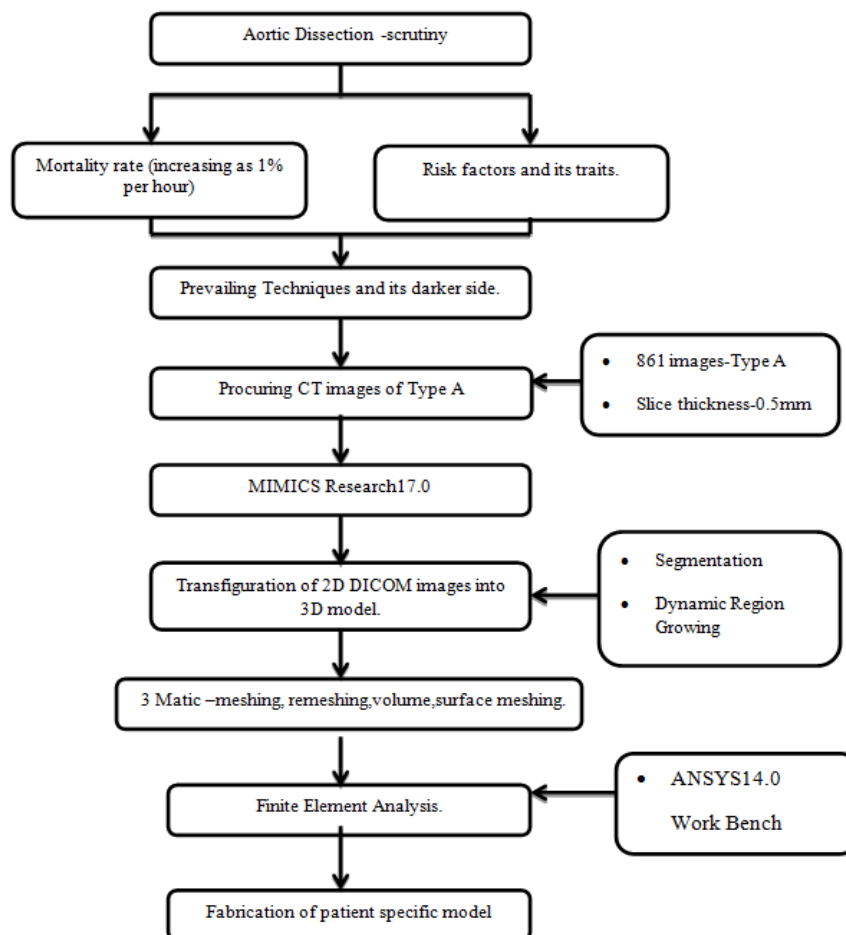 Aortic Dissection -scrutiny
Mortality rate (increasing as 1%
per hour)
Risk factors and its traits.
Prevailing Techniques and its darker side.
Procuring CT images of Type A
• 861 images-Type A
• Slice thickness-0.5mm
MIMICS Research17.0
Transfiguration of 2D DICOM images into
3D model.
• Segmentation
• Dynamic Region
Growing
3 Matic –meshing, remeshing,volume,surface meshing.
Finite Element Analysis.
• ANSYS14.0
Work Bench
Fabrication of patient specific model